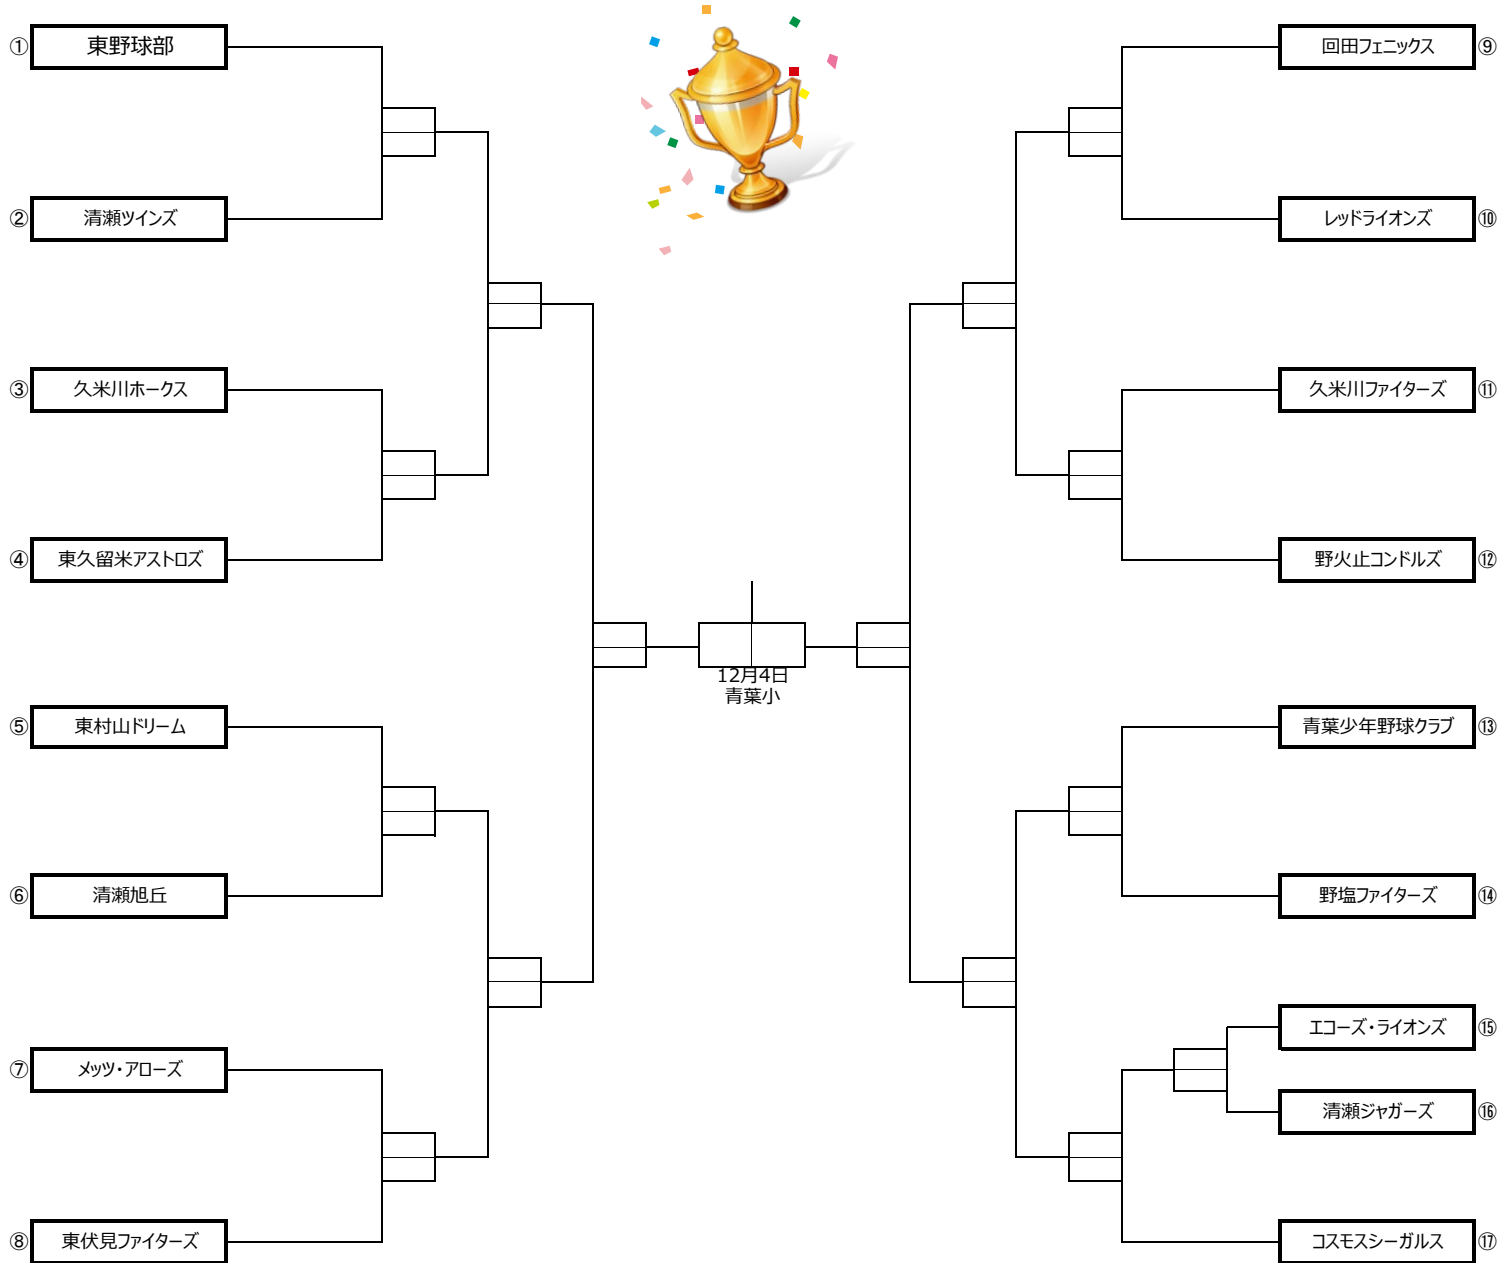 ① 東野球部
② 清瀬ツインズ
③ 久米川ホークス
④ 東久留米アストロズ
⑤ 東村山ドリーム
⑥ 清瀬旭丘
⑦ メッツ・アローズ
⑧ 東伏見ファイターズ
12月4日
青葉小
回田フェニックス ⑨
レッドライオンズ ⑩
久米川ファイターズ ⑪
野火止コンドルズ ⑫
青葉少年野球クラブ ⑬
野塩ファイターズ ⑭
エコーズ・ライオンズ ⑮
清瀬ジャガーズ ⑯
コスモスシーガルス ⑰